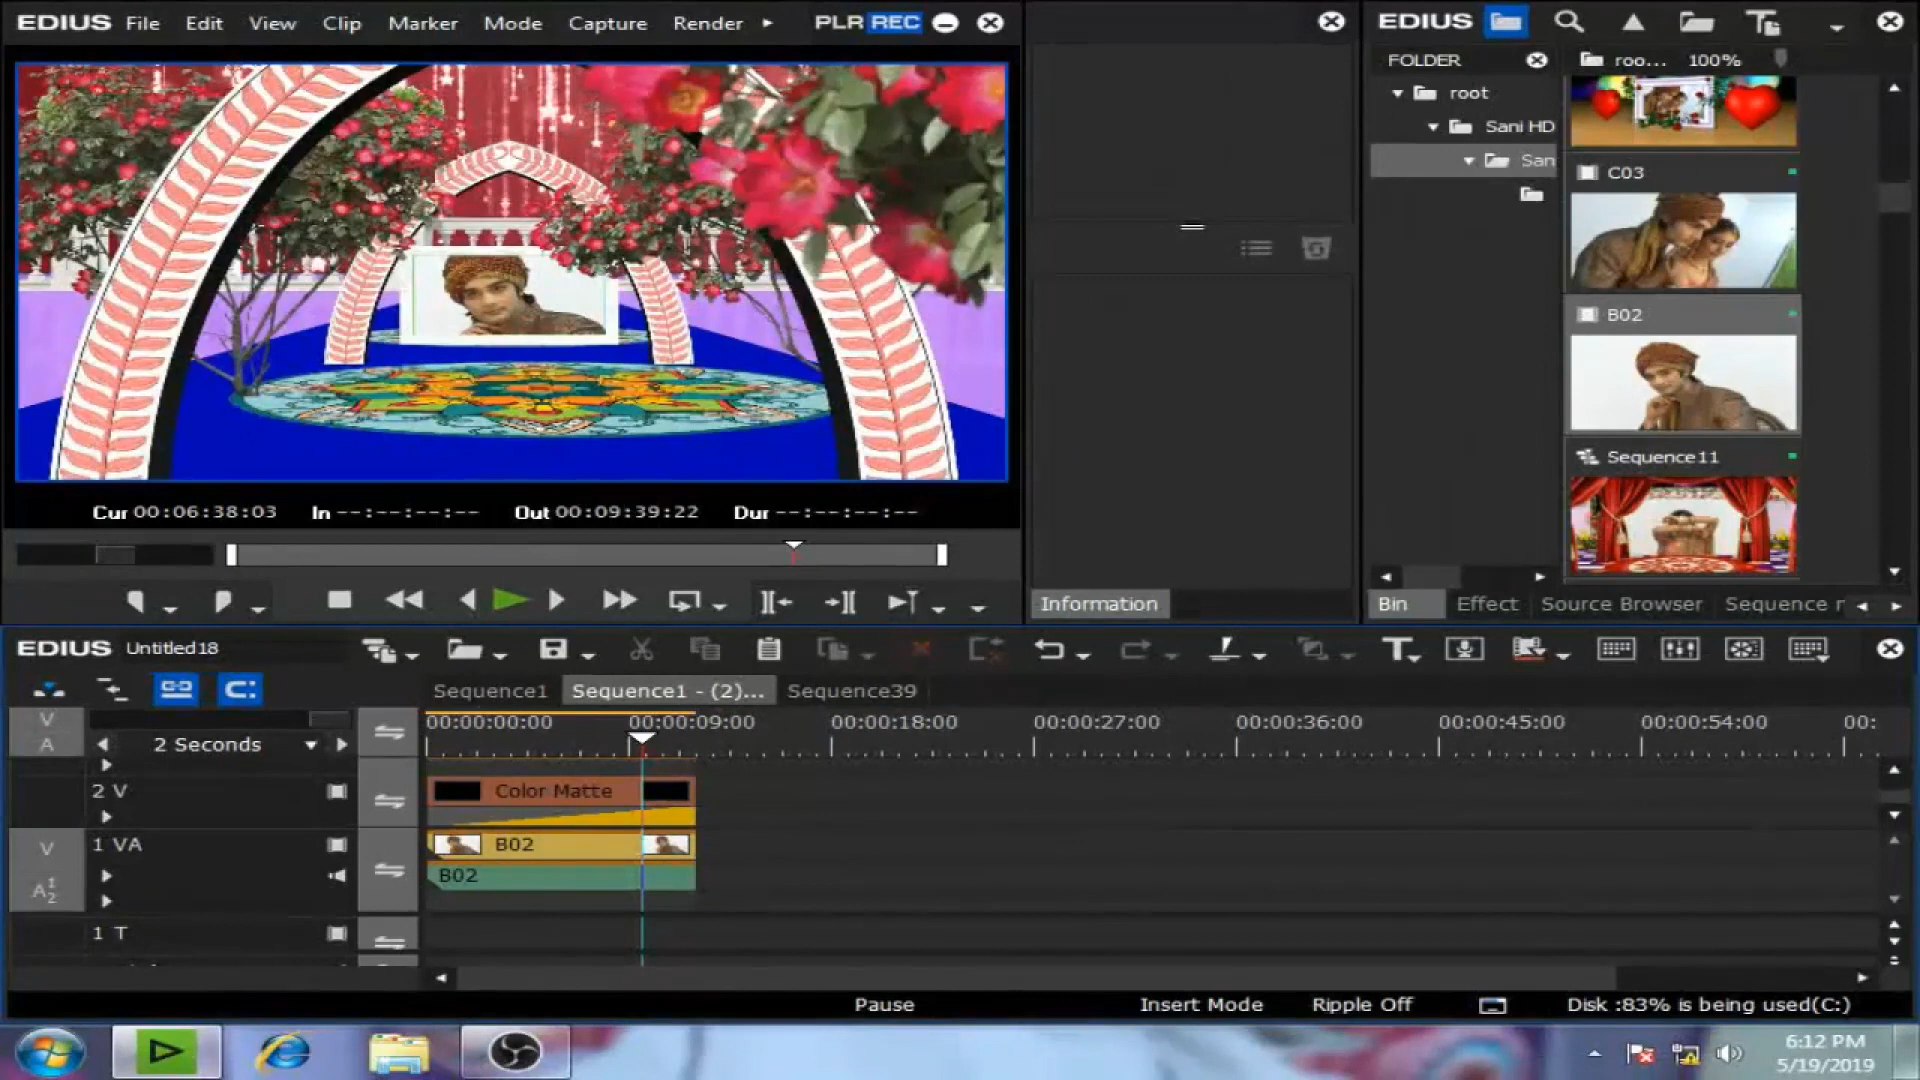 EDIUS File Edit View Clip Marker Mode Capture Render PLR REC
Cur 00:06:38:03 In --:--:--:-- Out 00:09:39:22 Dur --:--:--:--
Information
EDIUS
FOLDER
roo... 100%
root
Sani HD
San
C03
B02
Sequence11
Bin Effect Source Browser Sequence r
EDIUS Untitled18
Sequence1 Sequence1 - (2)... Sequence39
V
A
2 Seconds
00:00:00:00 00:00:09:00 00:00:18:00 00:00:27:00 00:00:36:00 00:00:45:00 00:00:54:00 00:
2 V
Color Matte
V
1 VA
B02
A 1 2
B02
1 T
Pause Insert Mode Ripple Off Disk :83% is being used(C:)
6:12 PM
5/19/2019